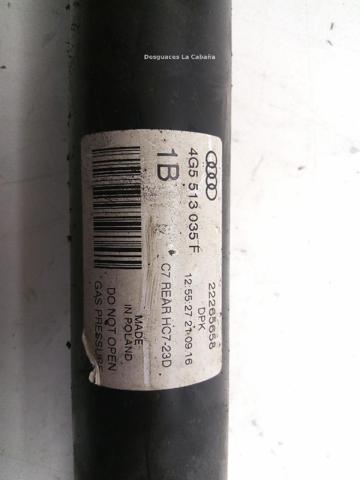 Desguaces La Cabaña
4G5 513 035 F
1B
22265658
DPK
12:55:27 21.09.16
C7 REAR HC7-23D
MADE
IN POLAND
DO NOT OPEN
GAS PRESSURE